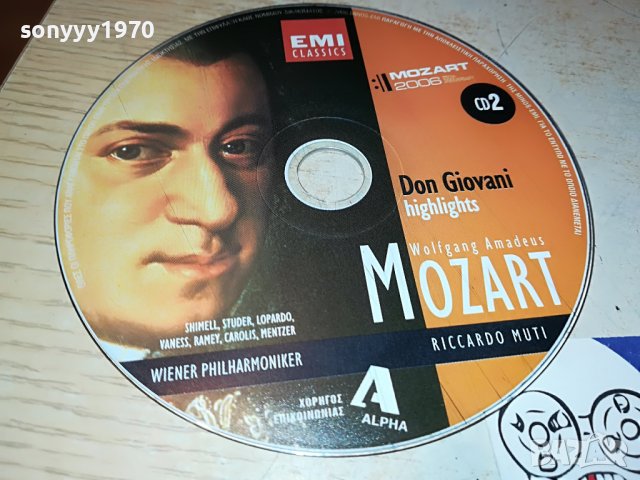 sonyyy1970
EMI
CLASSICS
MOZART
2006
CD2
Don Giovani
highlights
Wolfgang Amadeus
MOZART
SHIMELL, STUDER, LOPARDO,
VANESS, RAMEY, CAROLIS, MENTZER
RICCARDO MUTI
WIENER PHILHARMONIKER
ΧΟΡΗΓΟΣ
ΕΠΙΚΟΙΝΩΝΙΑΣ
ALPHA